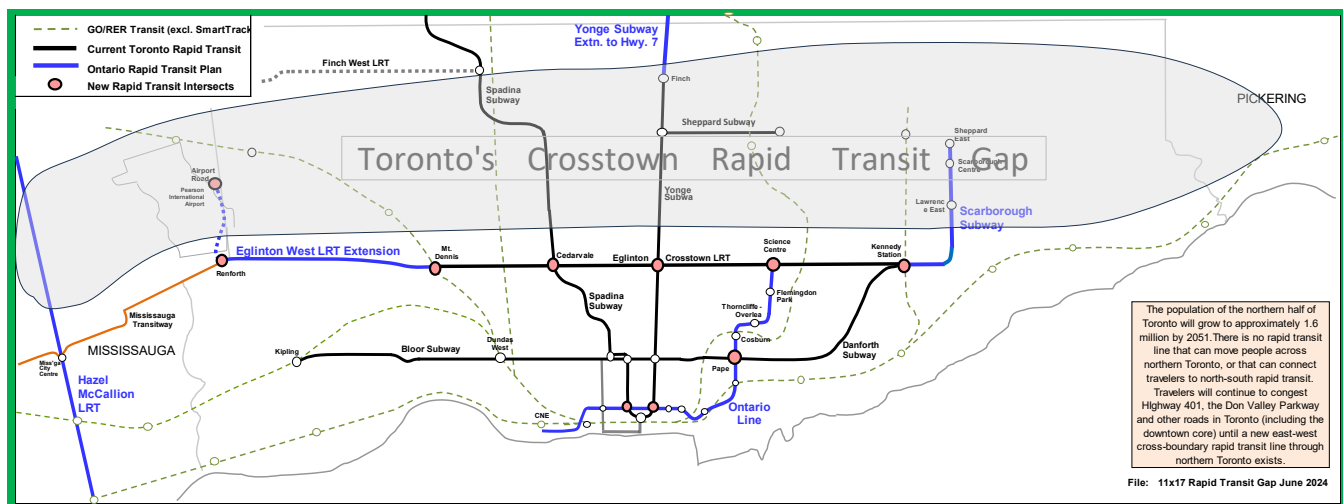 GO/RER Transit (excl. SmartTrack
Current Toronto Rapid Transit
Ontario Rapid Transit Plan
New Rapid Transit Intersects
Yonge Subway
Extn. to Hwy. 7
Finch West LRT
Spadina
Subway
Finch
Sheppard Subway
PICKERING
Toronto's Crosstown Rapid Transit Gap
Sheppard
East
Scarborough
Centre
Airport
Road
Pearson
International
Airport
Yonge
Subwa
Lawrenc
e East
Scarborough
Subway
Eglinton West LRT Extension
Renforth
Mt.
Dennis
Cedarvale
Eglinton
Crosstown LRT
Science
Centre
Kennedy
Station
Spadina
Subway
Flemingdon
Park
Thorncliffe -
Overlea
Cosburn
Mississauga
Transitway
MISSISSAUGA
Miss'ga
City Centre
Kipling
Bloor Subway
Dundas
West
Pape
Danforth
Subway
Hazel
McCallion
LRT
CNE
Ontario
Line
The population of the northern half of
Toronto will grow to approximately 1.6
million by 2051.There is no rapid transit
line that can move people across
northern Toronto, or that can connect
travelers to north-south rapid transit.
Travelers will continue to congest
HIghway 401, the Don Valley Parkway
and other roads in Toronto (including the
downtown core) until a new east-west
cross-boundary rapid transit line through
northern Toronto exists.
File: 11x17 Rapid Transit Gap June 2024